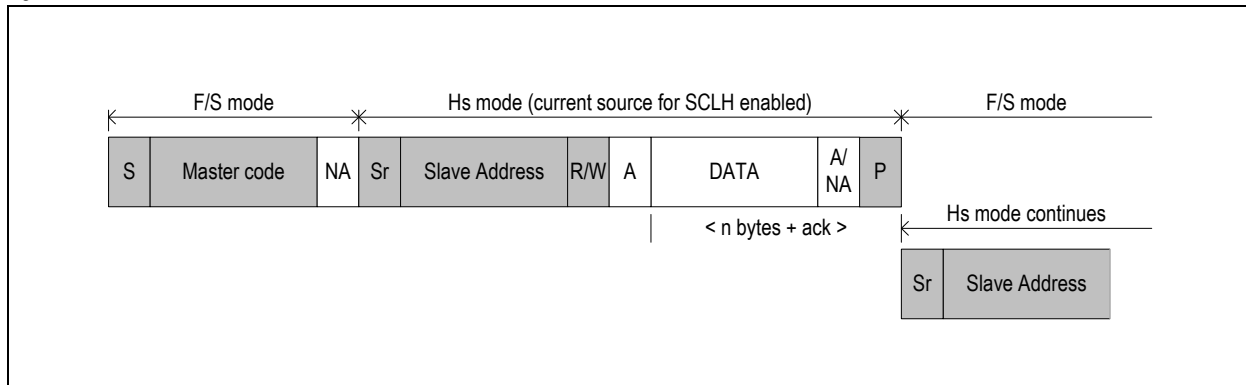 F/S mode
Hs mode (current source for SCLH enabled)
F/S mode
S
Master code
NA
Sr
Slave Address
R/W
A
DATA
A/
NA
P
< n bytes + ack >
Hs mode continues
Sr
Slave Address